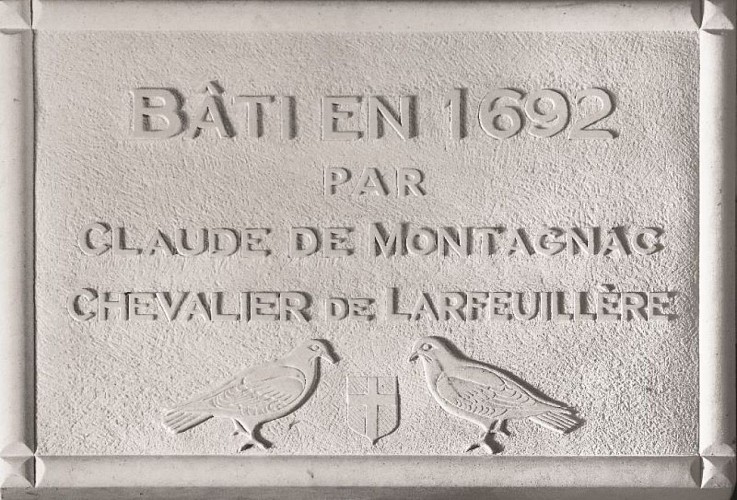 BÂTI EN 1692
PAR
CLAUDE DE MONTAGNAC
CHEVALIER DE LARFEUILLÈRE